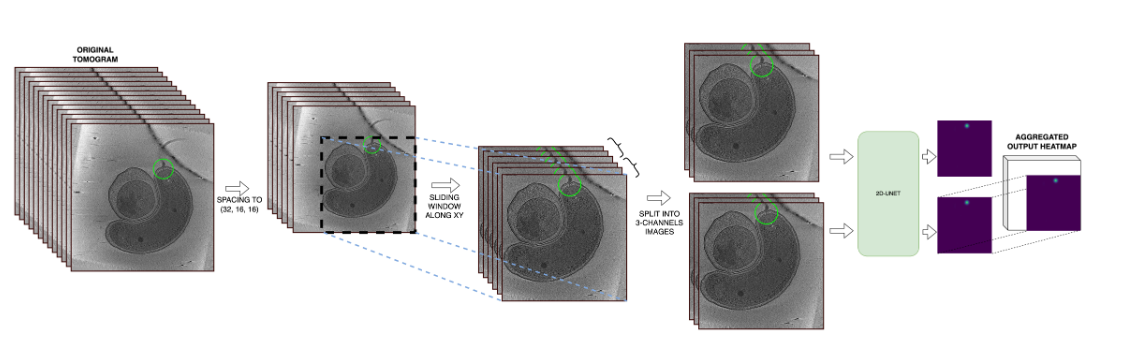 ORIGINAL
TOMOGRAM
SPACING TO
(32, 16, 16)
SLIDING
WINDOW
ALONG XY
SPLIT INTO
3-CHANNELS
IMAGES
2D-UNET
AGGREGATED
OUTPUT HEATMAP